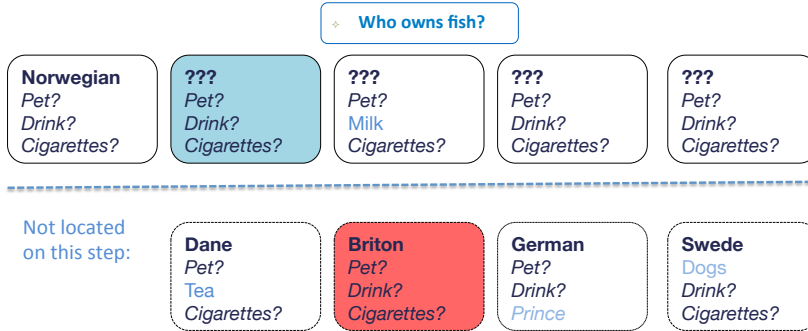 Who owns fish?
Norwegian
Pet?
Drink?
Cigarettes?
???
Pet?
Drink?
Cigarettes?
???
Pet?
Milk
Cigarettes?
???
Pet?
Drink?
Cigarettes?
???
Pet?
Drink?
Cigarettes?
Not located
on this step:
Dane
Pet?
Tea
Cigarettes?
Briton
Pet?
Drink?
Cigarettes?
German
Pet?
Drink?
Prince
Swede
Dogs
Drink?
Cigarettes?